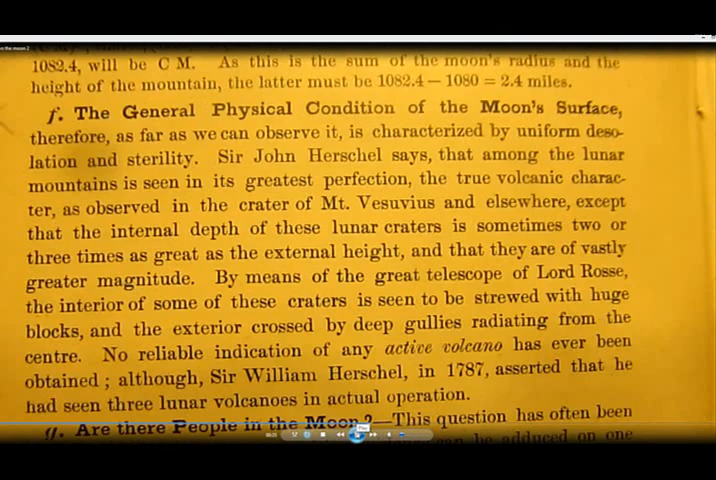 on the moon 2
1082.4, will be C M. As this is the sum of the moon's radius and the
height of the mountain, the latter must be 1082.4 – 1080 = 2.4 miles.
f. The General Physical Condition of the Moon's Surface,
therefore, as far as we can observe it, is characterized by uniform deso-
lation and sterility. Sir John Herschel says, that among the lunar
mountains is seen in its greatest perfection, the true volcanic charac-
ter, as observed in the crater of Mt. Vesuvius and elsewhere, except
that the internal depth of these lunar craters is sometimes two or
three times as great as the external height, and that they are of vastly
greater magnitude. By means of the great telescope of Lord Rosse,
the interior of some of these craters is seen to be strewed with huge
blocks, and the exterior crossed by deep gullies radiating from the
centre. No reliable indication of any active volcano has ever been
obtained ; although, Sir William Herschel, in 1787, asserted that he
had seen three lunar volcanoes in actual operation.
g. Are there People in the Moon?—This question has often been
can be adduced on one